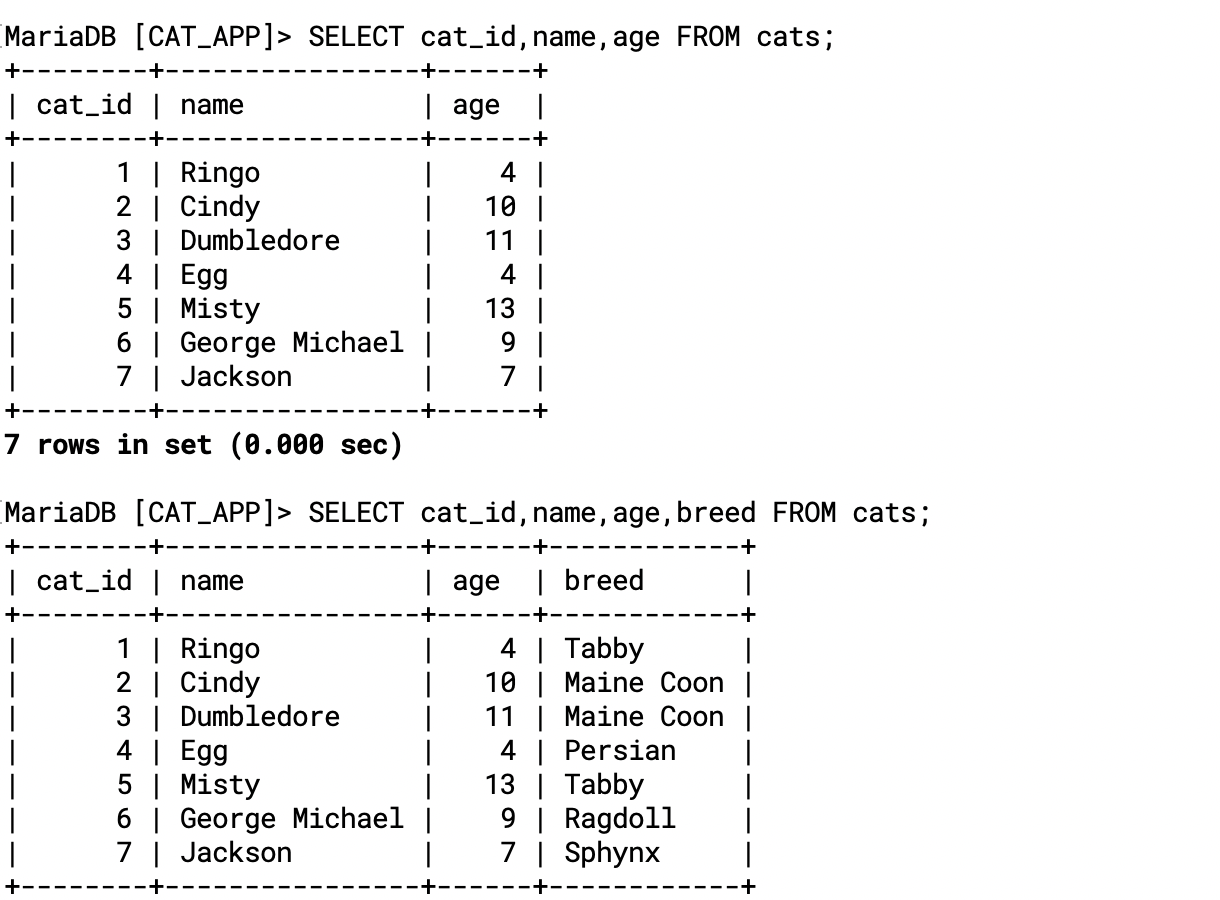 MariaDB [CAT_APP]> SELECT cat_id,name,age FROM cats;
+--------+----------------+------+
| cat_id | name           | age  |
+--------+----------------+------+
|      1 | Ringo          |    4 |
|      2 | Cindy          |   10 |
|      3 | Dumbledore     |   11 |
|      4 | Egg            |    4 |
|      5 | Misty          |   13 |
|      6 | George Michael |    9 |
|      7 | Jackson        |    7 |
+--------+----------------+------+
7 rows in set (0.000 sec)

MariaDB [CAT_APP]> SELECT cat_id,name,age,breed FROM cats;
+--------+----------------+------+------------+
| cat_id | name           | age  | breed      |
+--------+----------------+------+------------+
|      1 | Ringo          |    4 | Tabby      |
|      2 | Cindy          |   10 | Maine Coon |
|      3 | Dumbledore     |   11 | Maine Coon |
|      4 | Egg            |    4 | Persian    |
|      5 | Misty          |   13 | Tabby      |
|      6 | George Michael |    9 | Ragdoll    |
|      7 | Jackson        |    7 | Sphynx     |
+--------+----------------+------+------------+